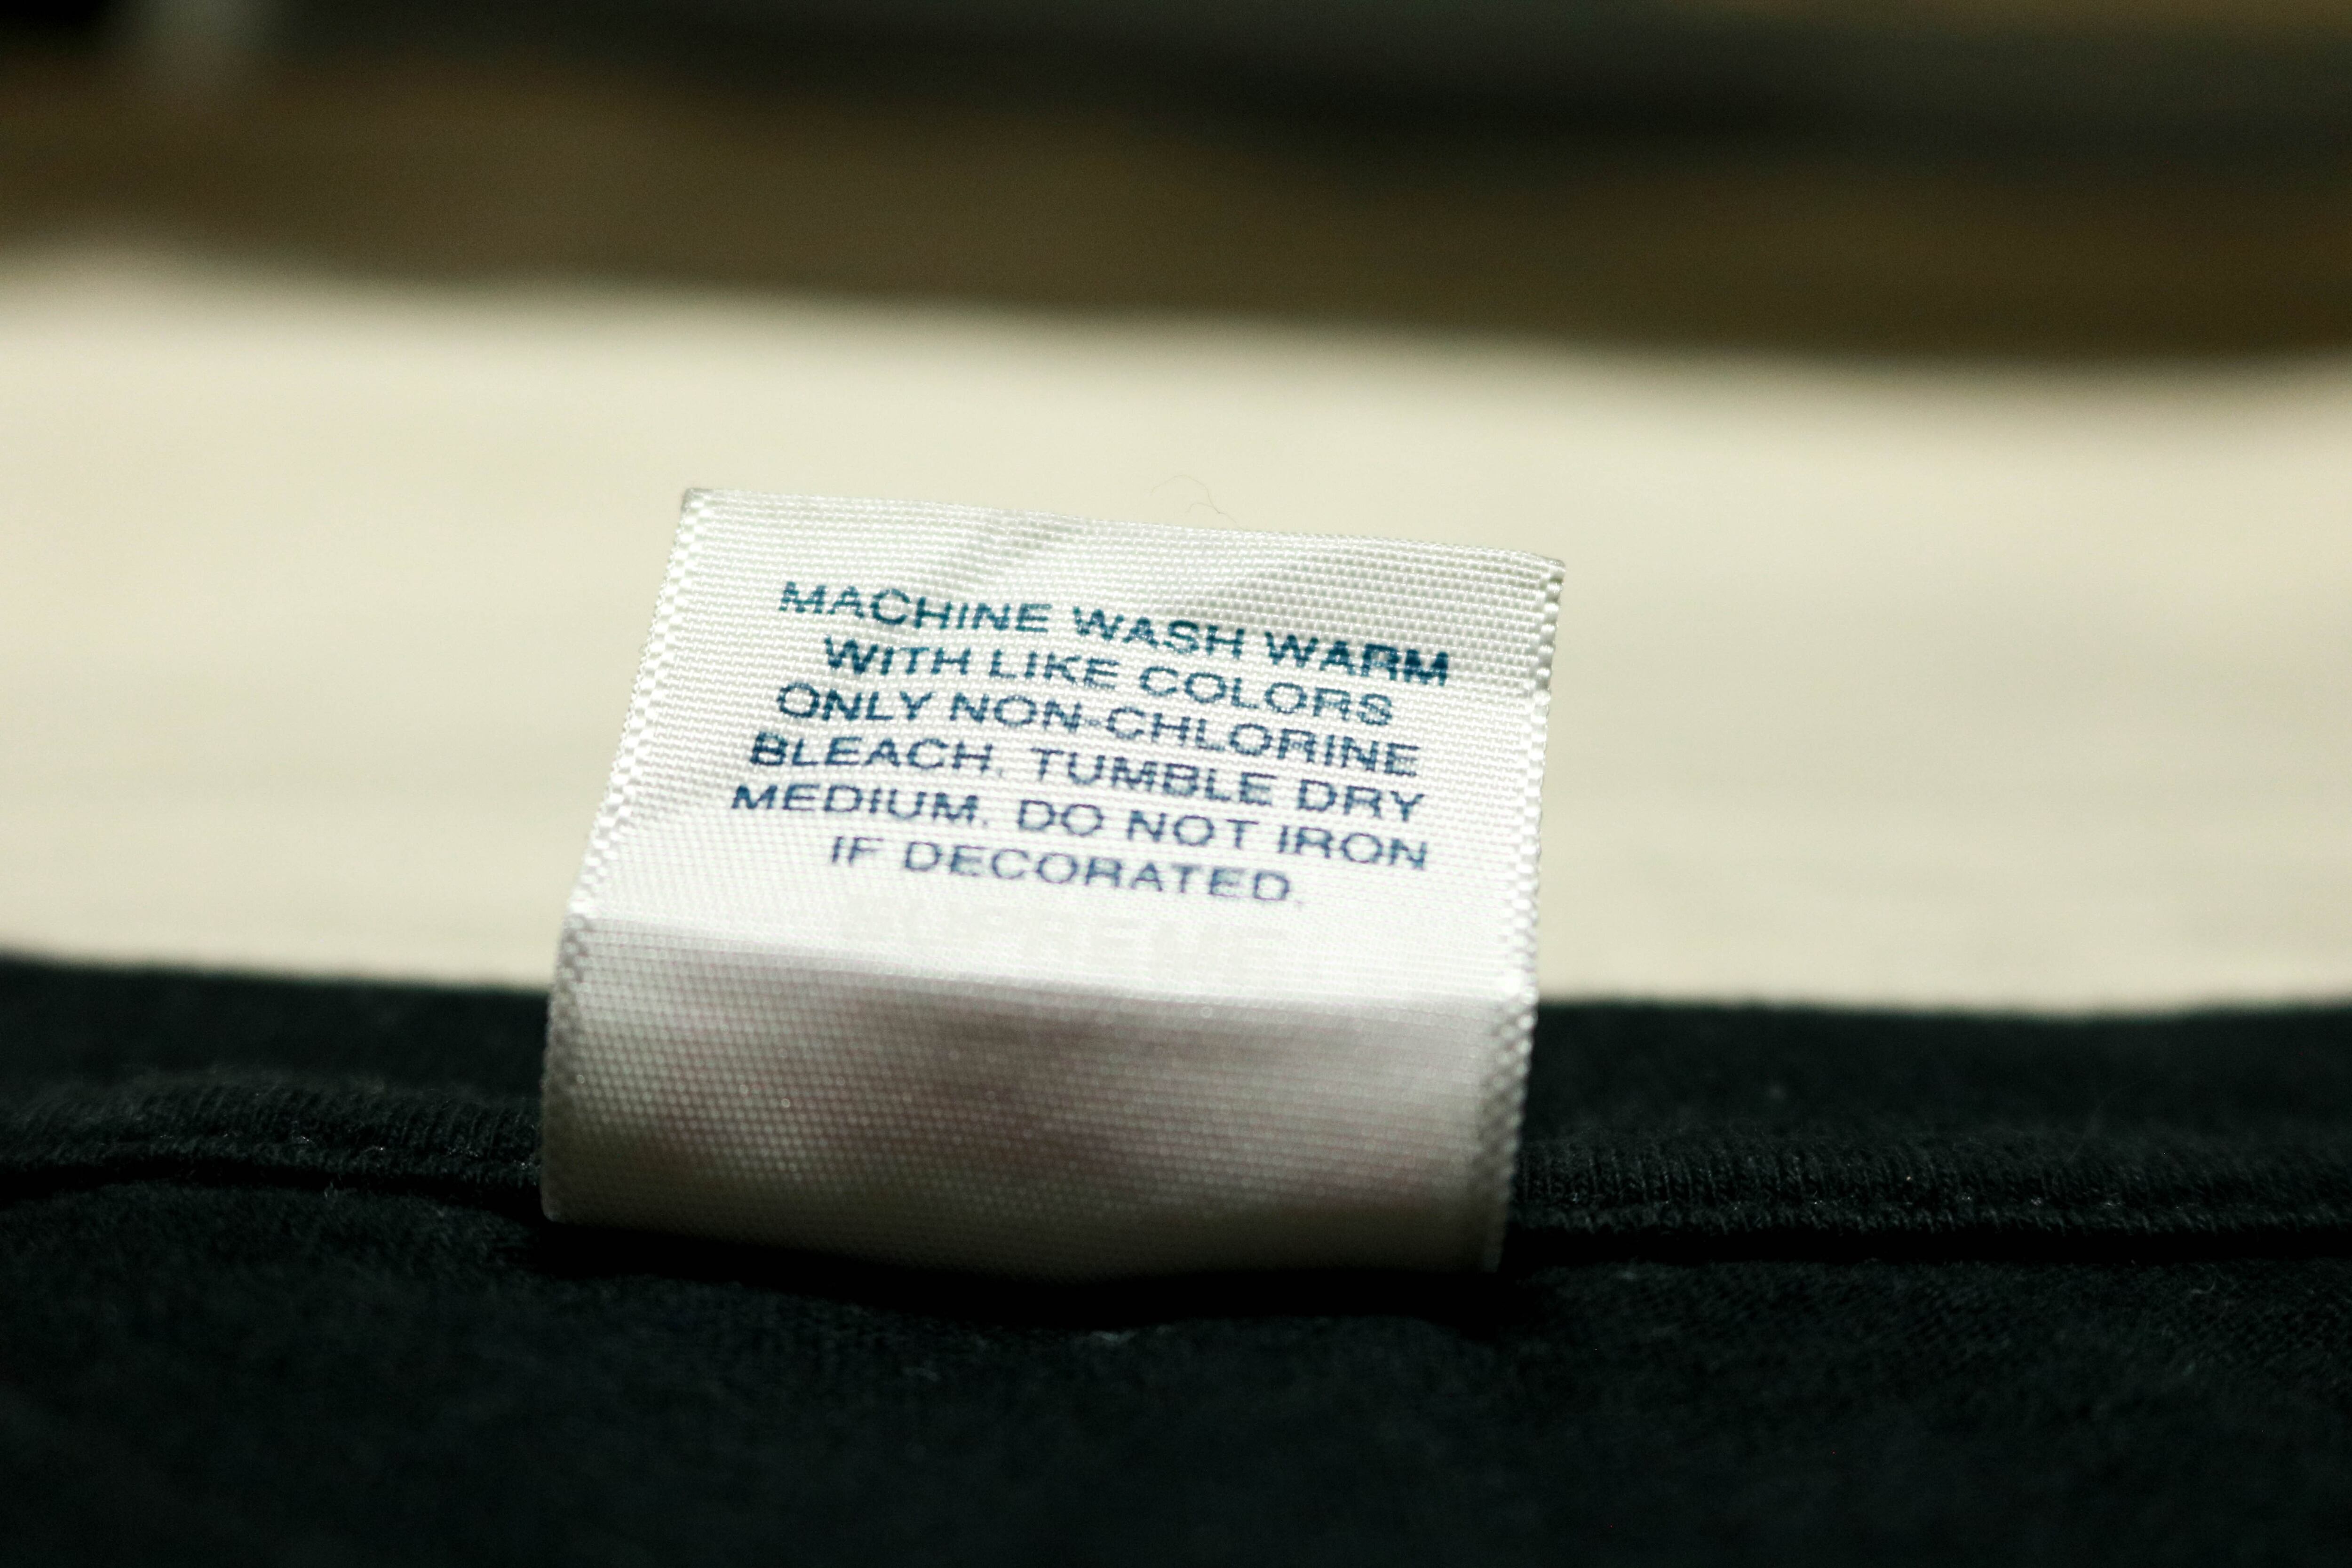 MACHINE WASH WARM
WITH LIKE COLORS
ONLY NON-CHLORINE
BLEACH. TUMBLE DRY
MEDIUM. DO NOT IRON
IF DECORATED.